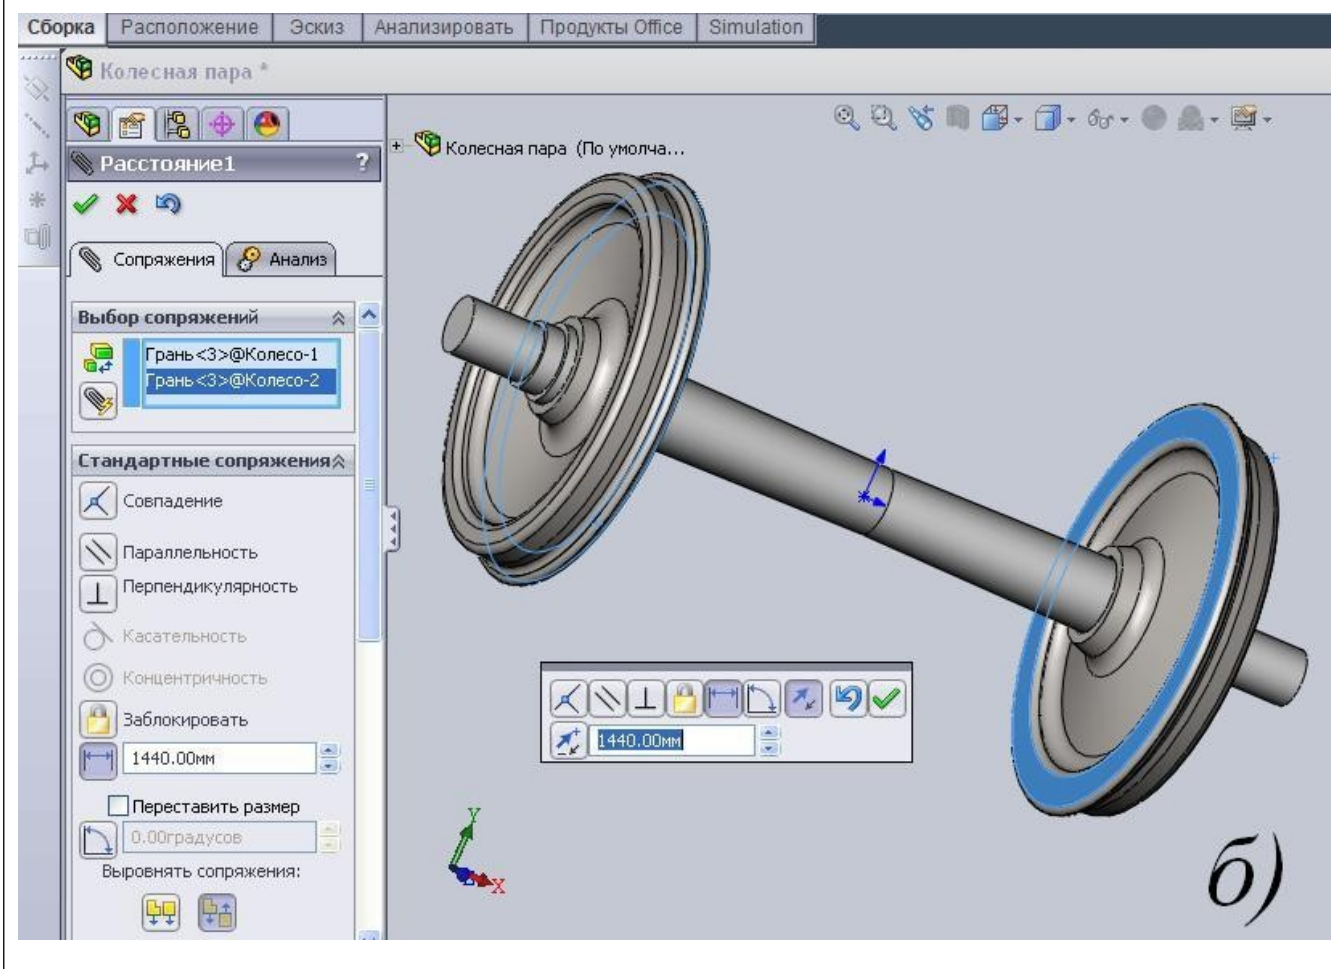 Сборка Расположение Эскиз Анализировать Продукты Office Simulation
Колесная пара *
Колесная пара (По умолча...
Расстояние1 ?
Сопряжения Анализ
Выбор сопряжений
Грань<3>@Колесо-1
Грань<3>@Колесо-2
Стандартные сопряжения
Совпадение
Параллельность
Перпендикулярность
Касательность
Концентричность
Заблокировать
1440.00мм
1440.00мм
Переставить размер
0.00градусов
Выровнять сопряжения:
Y
Z
X
б)